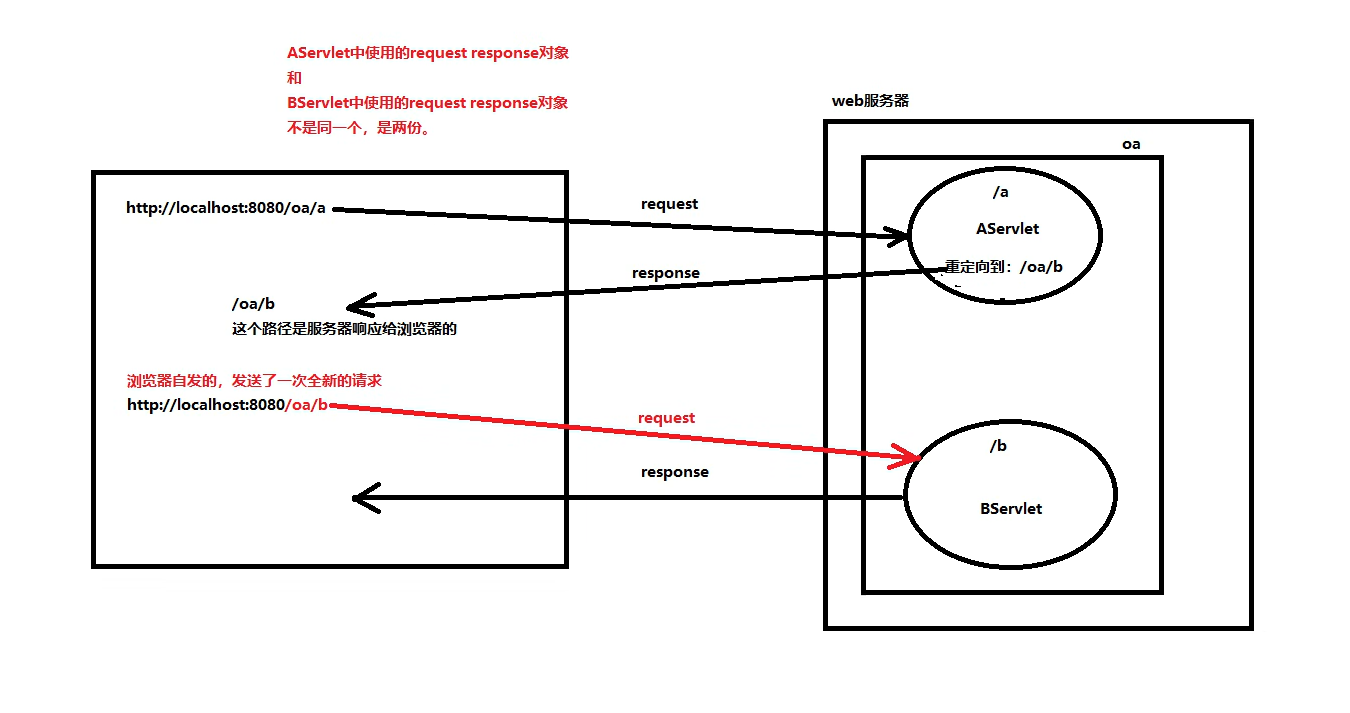 AServlet中使用的request response对象
和
BServlet中使用的request response对象
不是同一个，是两份。
web服务器
oa
http://localhost:8080/oa/a
request
/a
AServlet
重定向到：/oa/b
response
/oa/b
这个路径是服务器响应给浏览器的
浏览器自发的，发送了一次全新的请求
http://localhost:8080/oa/b
request
/b
response
BServlet